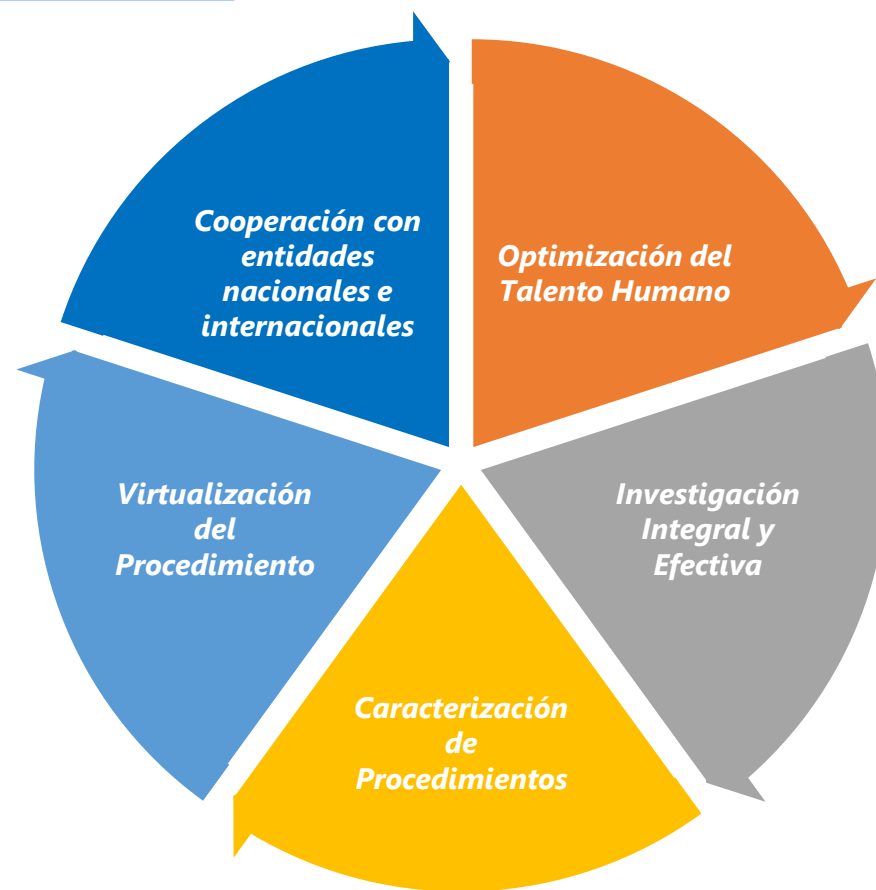 Cooperación con
entidades
nacionales e
internacionales
Optimización del
Talento Humano
Investigación
Integral y
Efectiva
Caracterización
de
Procedimientos
Virtualización
del
Procedimiento